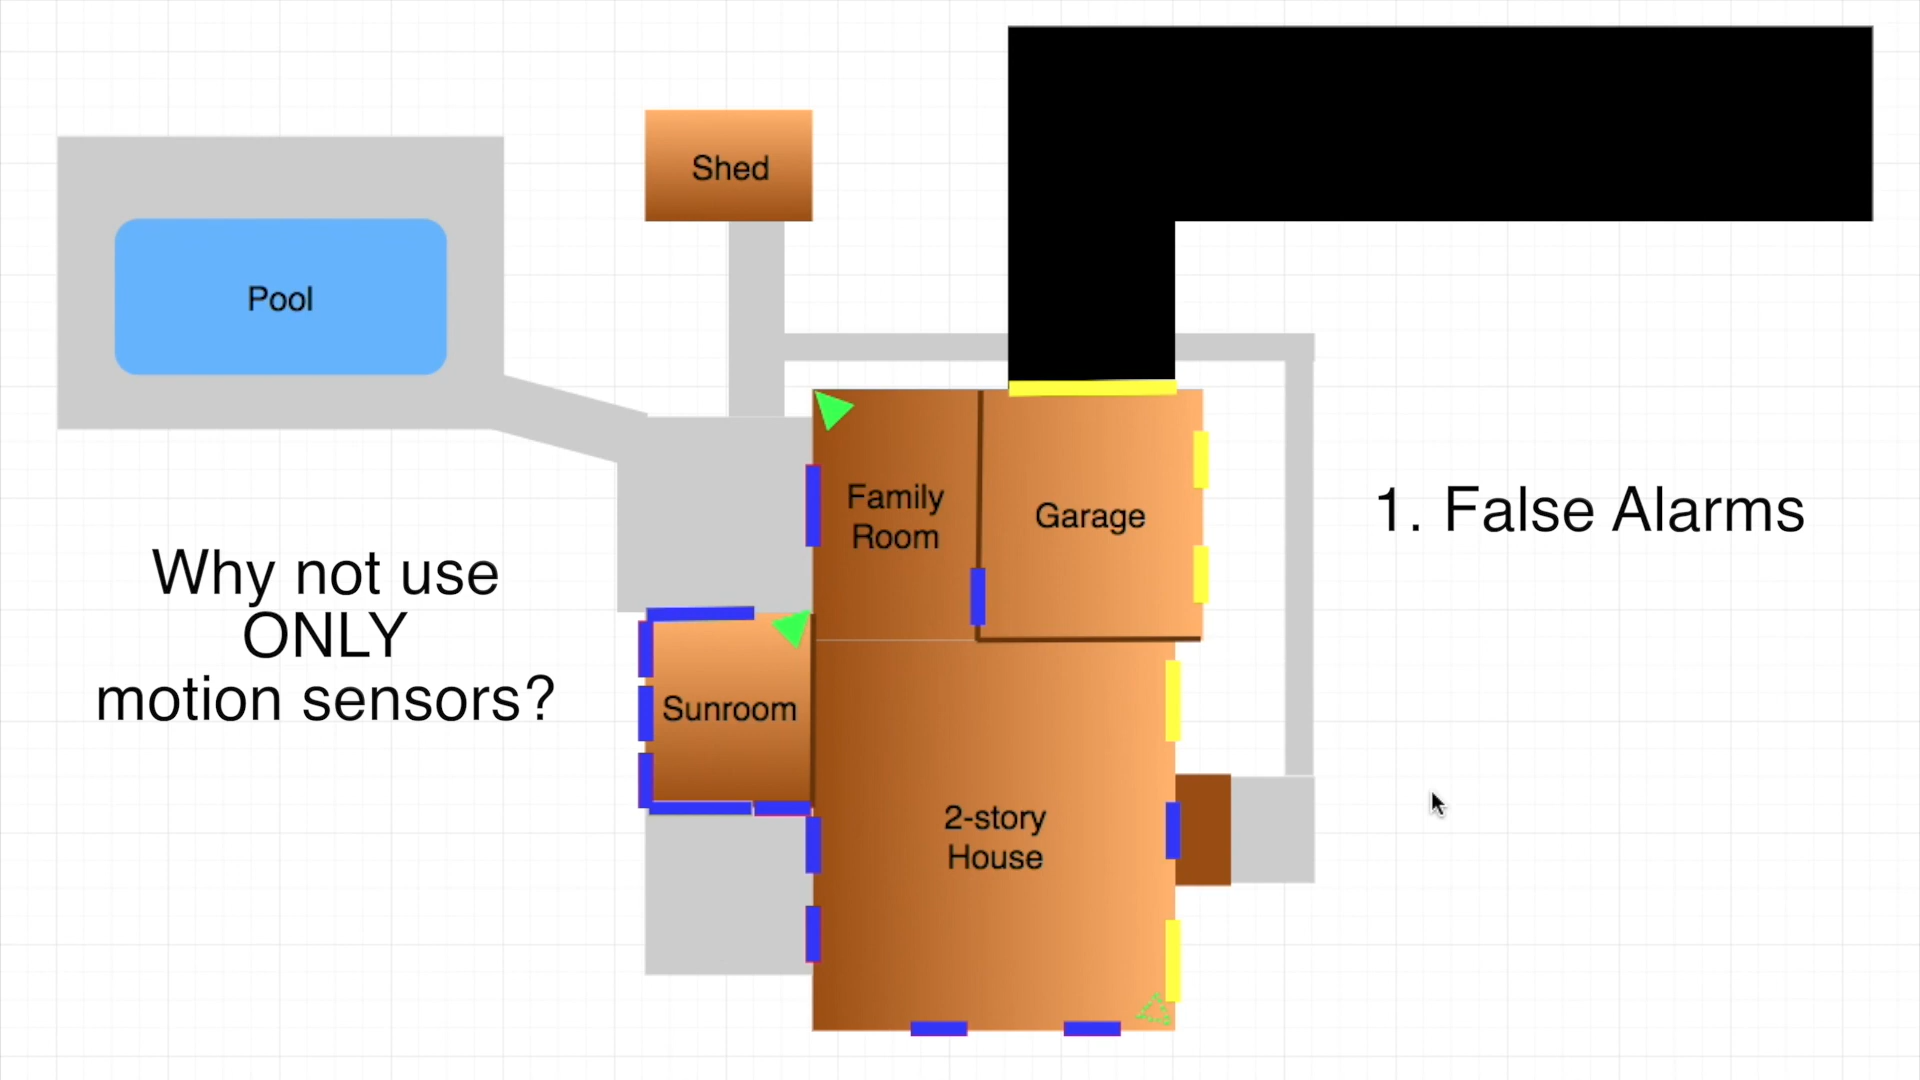 Shed
Pool
Family
Room
Garage
1. False Alarms
Why not use
ONLY
motion sensors?
Sunroom
2-story
House